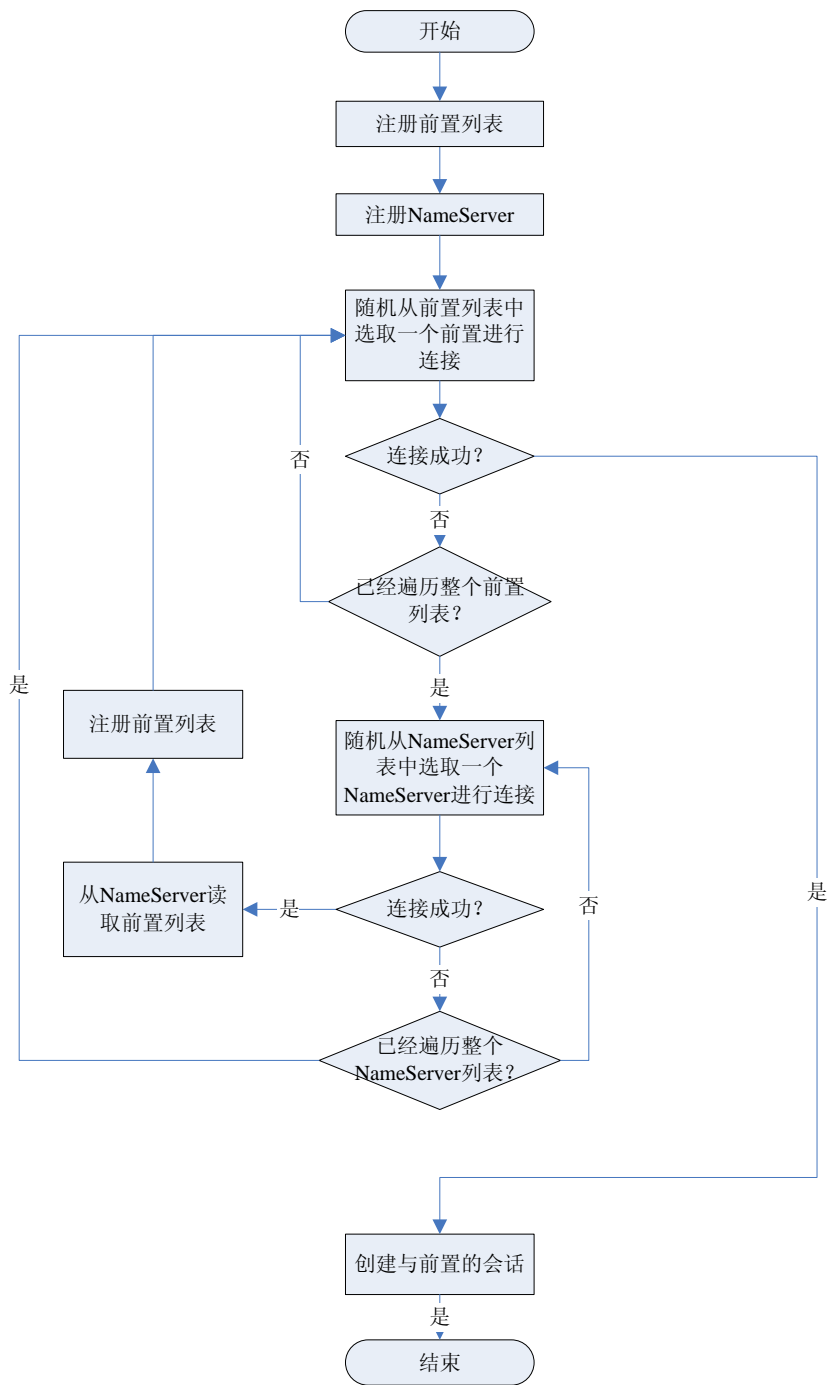 开始
注册前置列表
注册NameServer
随机从前置列表中
选取一个前置进行
连接
连接成功？
否
否
已经遍历整个前置
列表？
是
是
注册前置列表
随机从NameServer列
表中选取一个
NameServer进行连接
从NameServer读
取前置列表
是
连接成功？
否
是
否
已经遍历整个
NameServer列表？
创建与前置的会话
是
结束